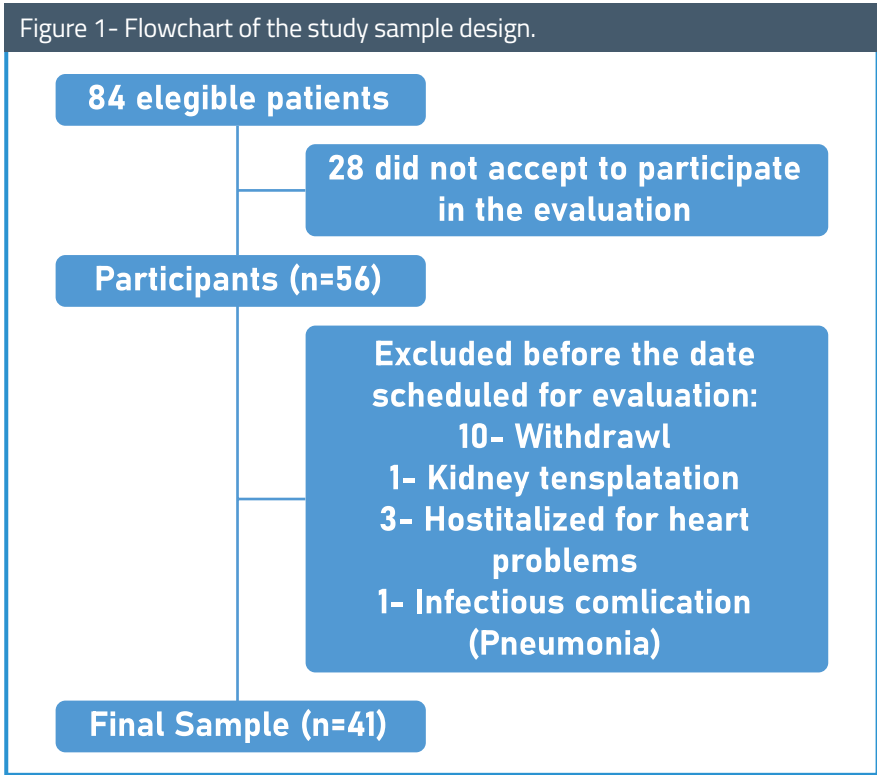 Figure 1- Flowchart of the study sample design.
84 elegible patients
28 did not accept to participate
in the evaluation
Participants (n=56)
Excluded before the date
scheduled for evaluation:
10- Withdrawl
1- Kidney tensplatation
3- Hostitalized for heart
problems
1- Infectious comlication
(Pneumonia)
Final Sample (n=41)